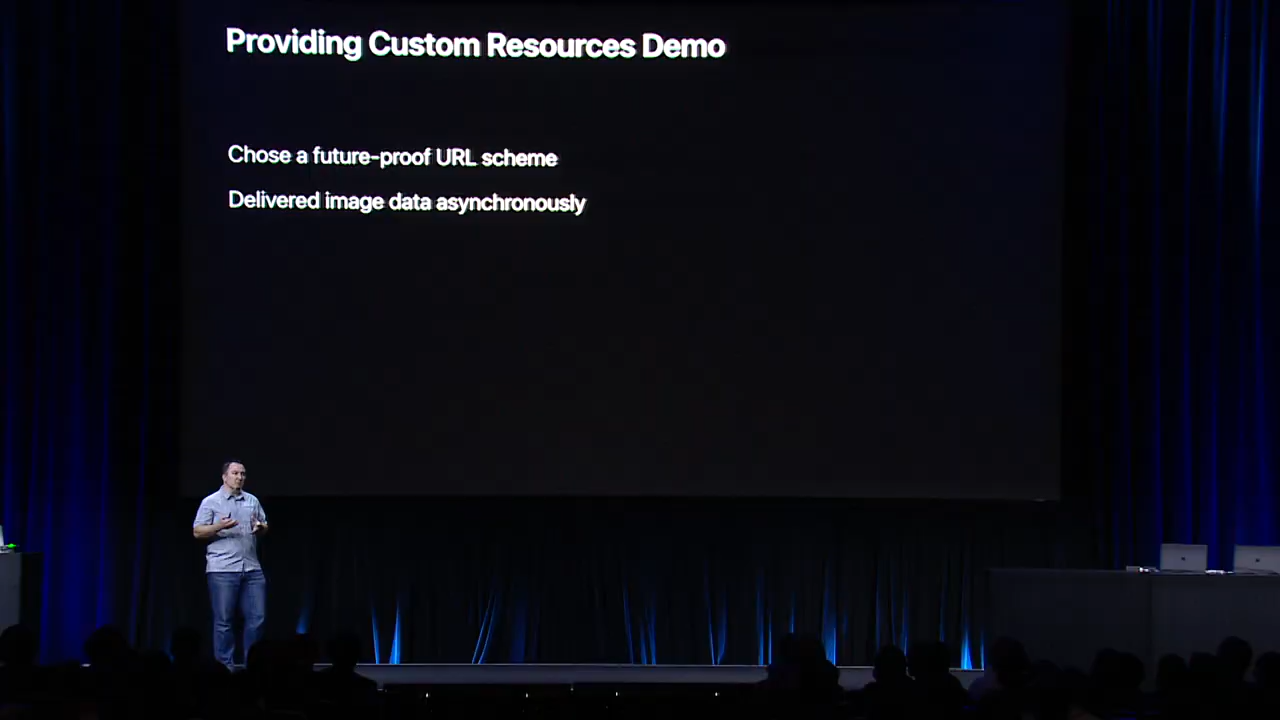 Providing Custom Resources Demo
Chose a future-proof URL scheme
Delivered image data asynchronously